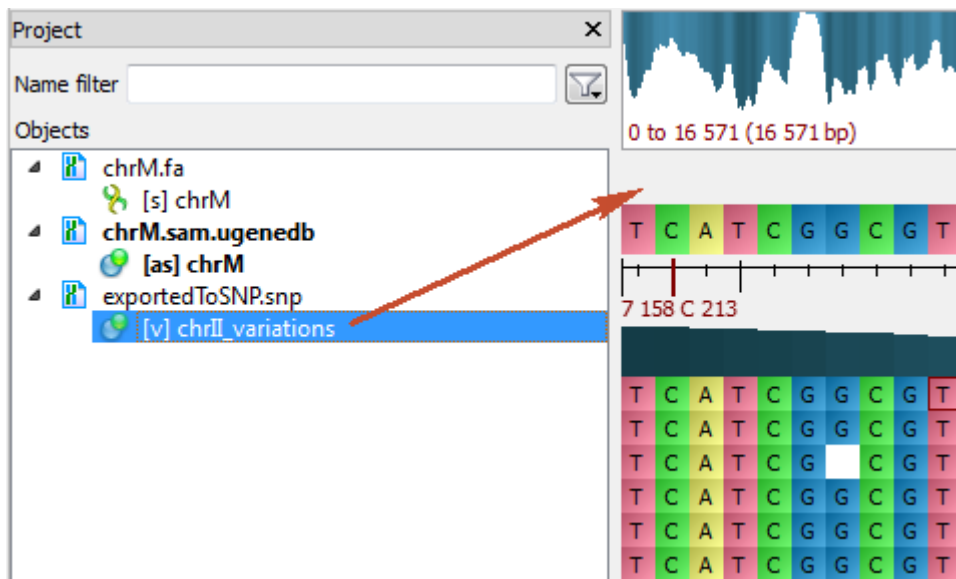 Project
Name filter
Objects
chrM.fa
[s] chrM
chrM.sam.ugenedb
[as] chrM
exportedToSNP.snp
[v] chrII_variations
0 to 16 571 (16 571 bp)
T C A T C G G C G T
7 158 C 213
T C A T C G G C G T
T C A T C G G C G T
T C A T C G C G T
T C A T C G G C G T
T C A T C G G C G T
T C A T C G G C G T